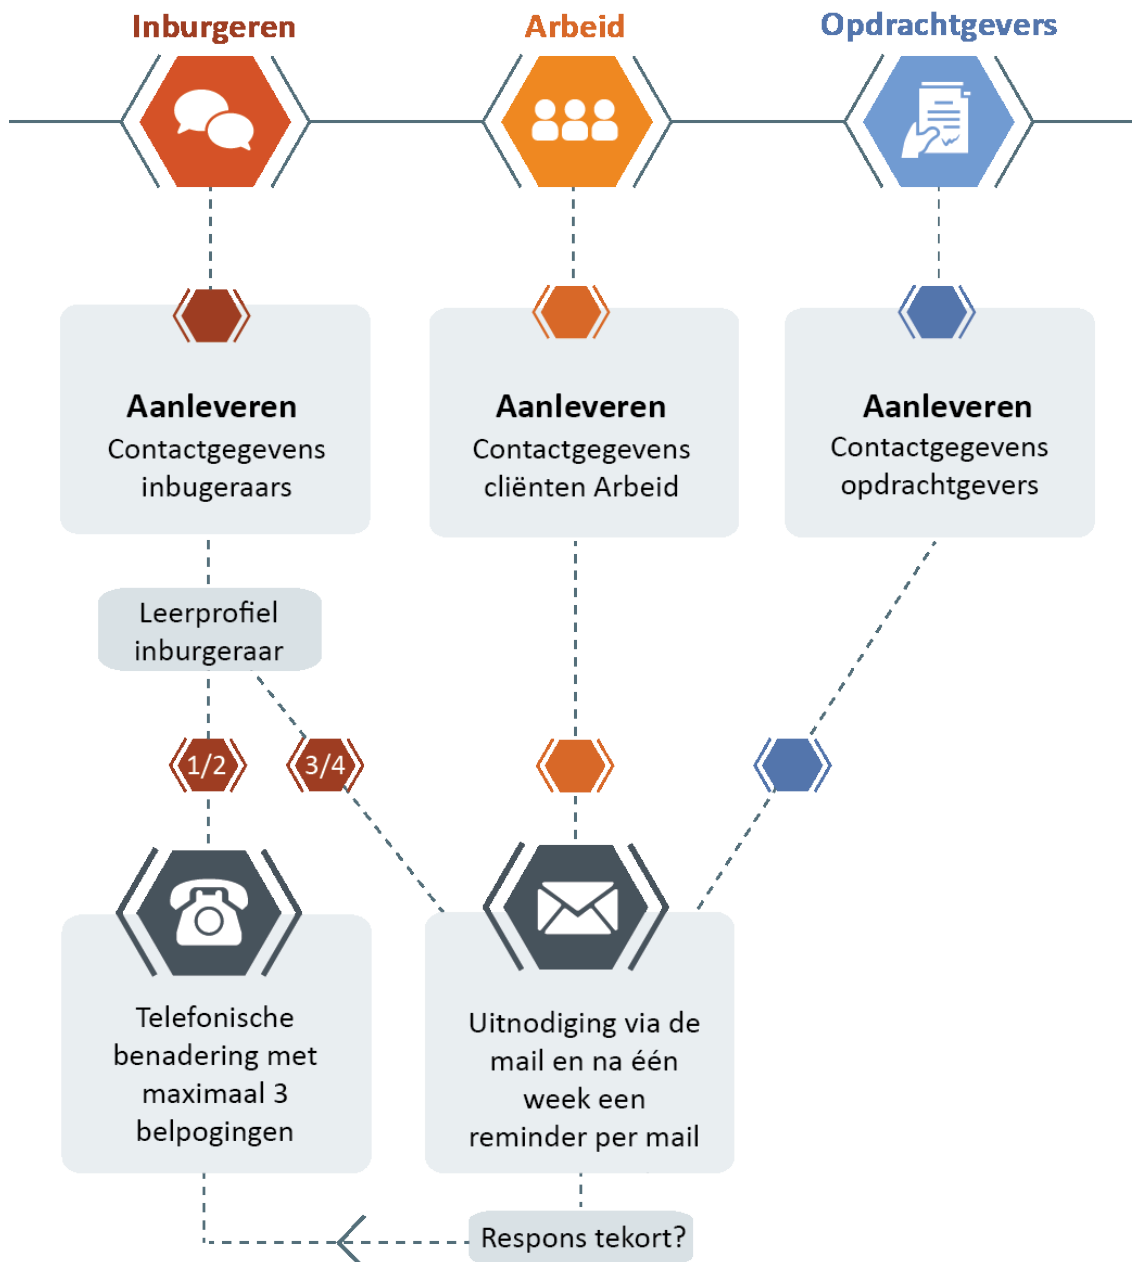 Inburgeren
Arbeid
Opdrachtgevers
Aanleveren
Contactgegevens
inbugeraars
Aanleveren
Contactgegevens
cliënten Arbeid
Aanleveren
Contactgegevens
opdrachtgevers
Leerprofiel
inburgeraar
1/2
3/4
Telefonische
benadering met
maximaal 3
belpogingen
Uitnodiging via de
mail en na één
week een
reminder per mail
Respons tekort?